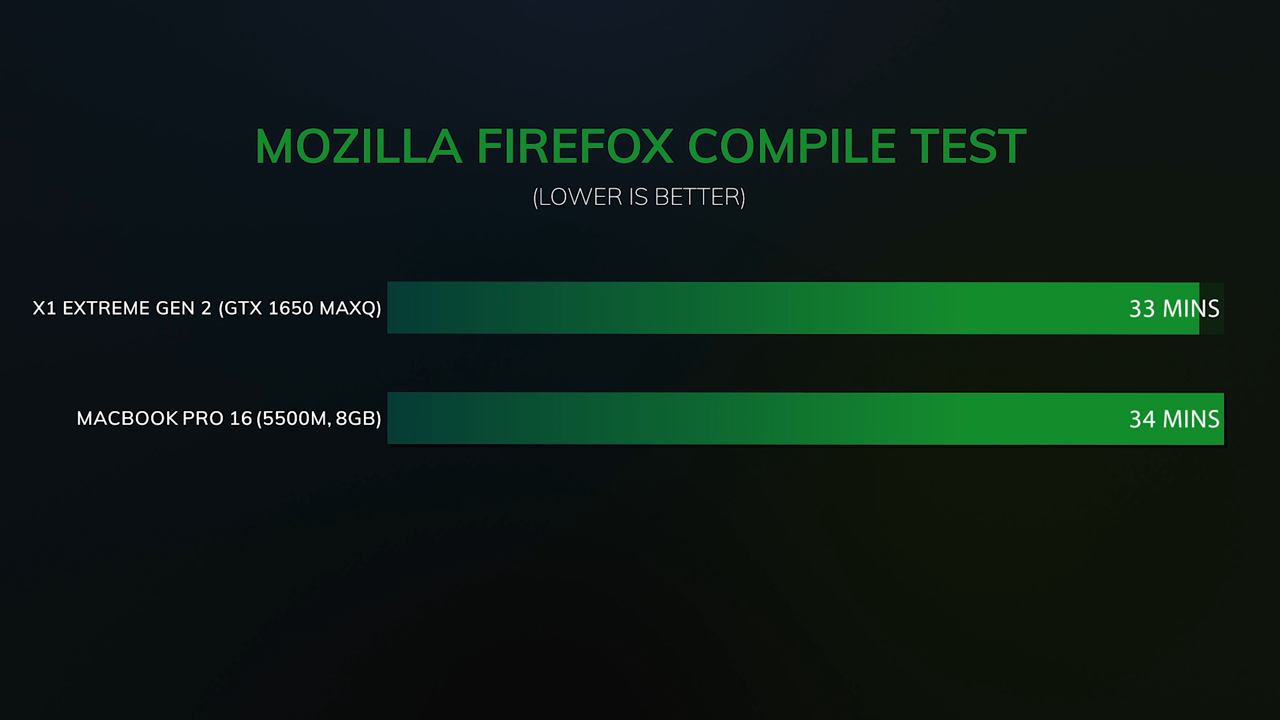 MOZILLA FIREFOX COMPILE TEST
(LOWER IS BETTER)
X1 EXTREME GEN 2 (GTX 1650 MAXQ) 33 MINS
MACBOOK PRO 16 (5500M, 8GB) 34 MINS